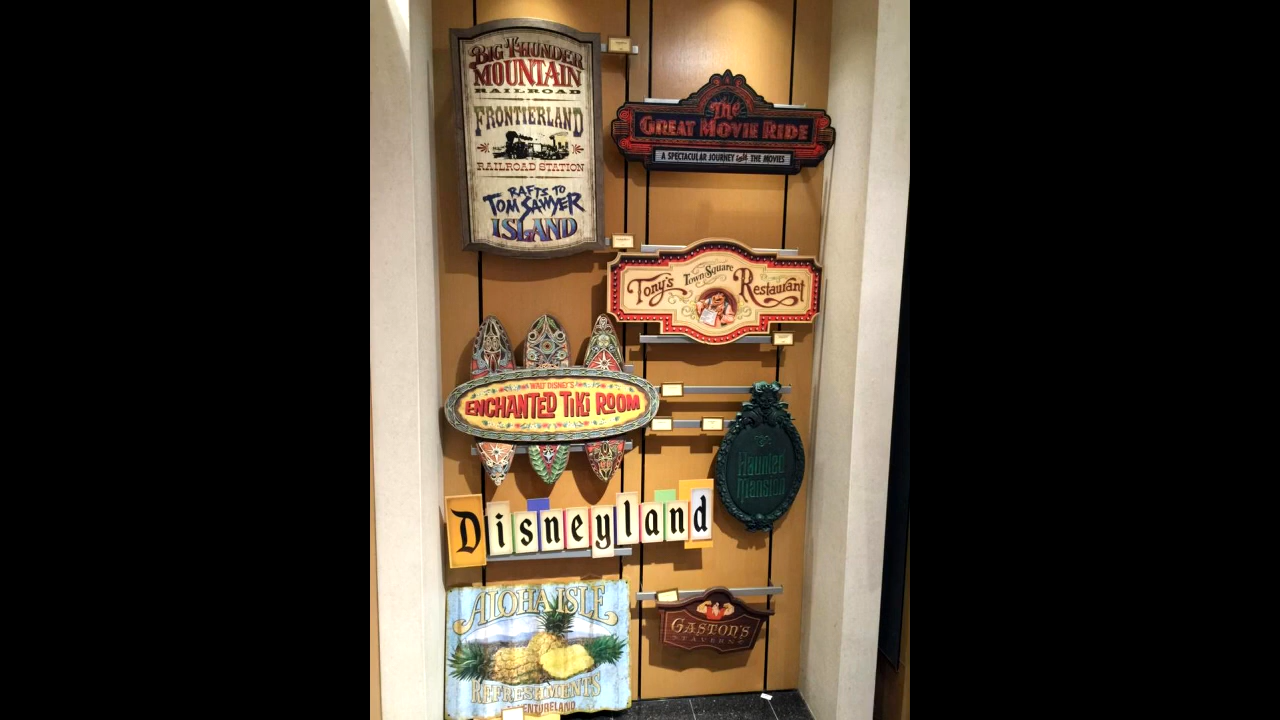 BIG THUNDER
MOUNTAIN
RAILROAD
FRONTIERLAND
RAILROAD STATION
RAFTS TO
TOM SAWYER
ISLAND
The
GREAT MOVIE RIDE
A SPECTACULAR JOURNEY into THE MOVIES
Tony's Town Square Restaurant
WALT DISNEY'S
ENCHANTED TIKI ROOM
The
Haunted
Mansion
Disneyland
ALOHA ISLE
REFRESHMENTS
ADVENTURELAND
GASTON'S
TAVERN